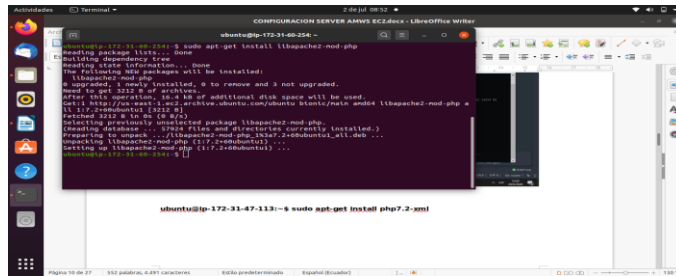 Actividades Terminal 2 de jul 08:52
CONFIGURACION SERVER AMWS EC2.docx - LibreOffice Writer
ubuntu@ip-172-31-60-254: ~
ubuntu@ip-172-31-60-254:~$ sudo apt-get install libapache2-mod-php
Reading package lists... Done
Building dependency tree
Reading state information... Done
The following NEW packages will be installed:
libapache2-mod-php
0 upgraded, 1 newly installed, 0 to remove and 3 not upgraded.
Need to get 3212 B of archives.
After this operation, 16.4 kB of additional disk space will be used.
Get:1 http://us-east-1.ec2.archive.ubuntu.com/ubuntu bionic/main amd64 libapache2-mod-php a
ll 1:7.2+60ubuntu1 [3212 B]
Fetched 3212 B in 0s (0 B/s)
Selecting previously unselected package libapache2-mod-php.
(Reading database ... 57924 files and directories currently installed.)
Preparing to unpack .../libapache2-mod-php_1%3a7.2+60ubuntu1_all.deb ...
Unpacking libapache2-mod-php (1:7.2+60ubuntu1) ...
Setting up libapache2-mod-php (1:7.2+60ubuntu1) ...
ubuntu@ip-172-31-60-254:~$
ubuntu@ip-172-31-47-113:~$ sudo apt-get install php7.2-xml
Página 10 de 27 552 palabras, 4.491 caracteres Estilo predeterminado Español (Ecuador)